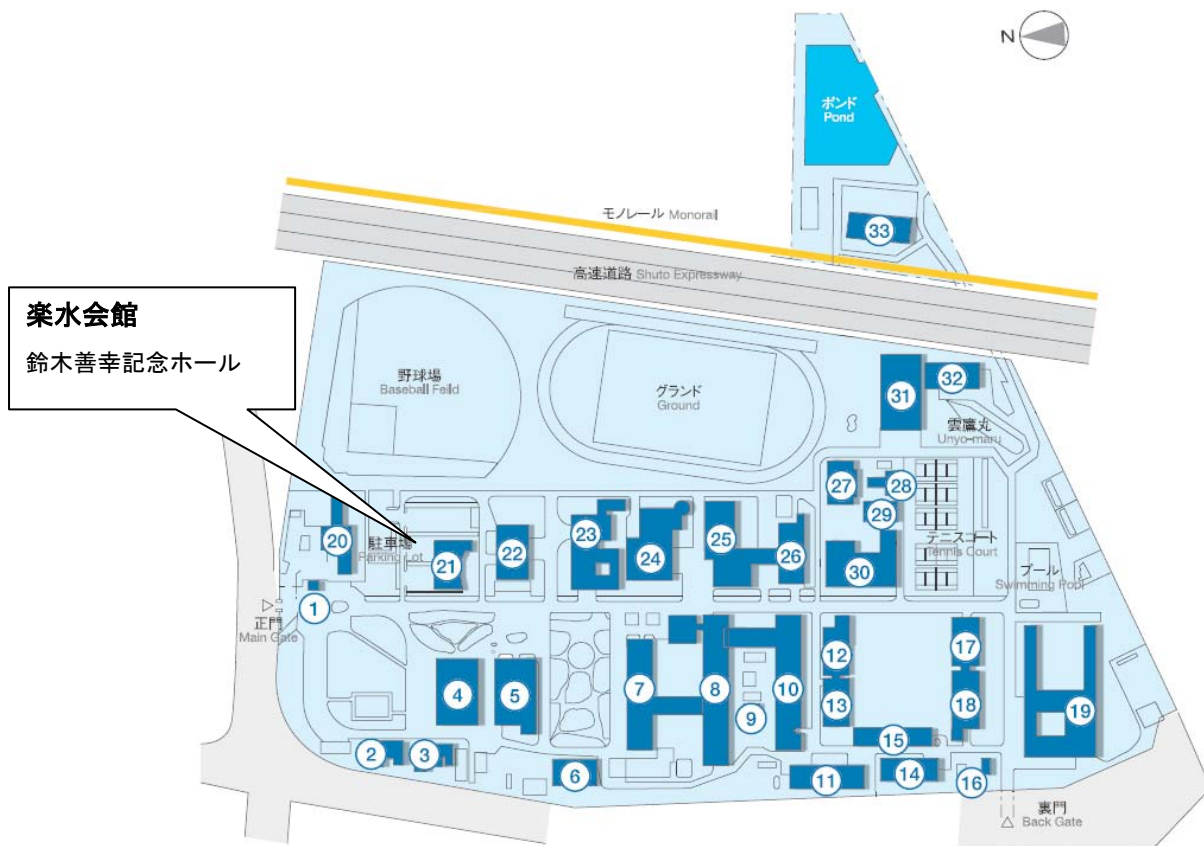 N
ポンド
Pond
33
モノレール Monorail
高速道路 Shuto Expressway
楽水会館
鈴木善幸記念ホール
野球場
Baseball Feild
グランド
Ground
31
32
雲鷹丸
Unyo-maru
27
28
29
30
テニスコート
Tennis Court
プール
Swimming Pool
20
駐車場
Parking Lot
21
22
23
24
25
26
1
正門
Main Gate
4
5
7
8
9
10
12
13
17
18
19
15
2
3
6
11
14
16
裏門
Back Gate